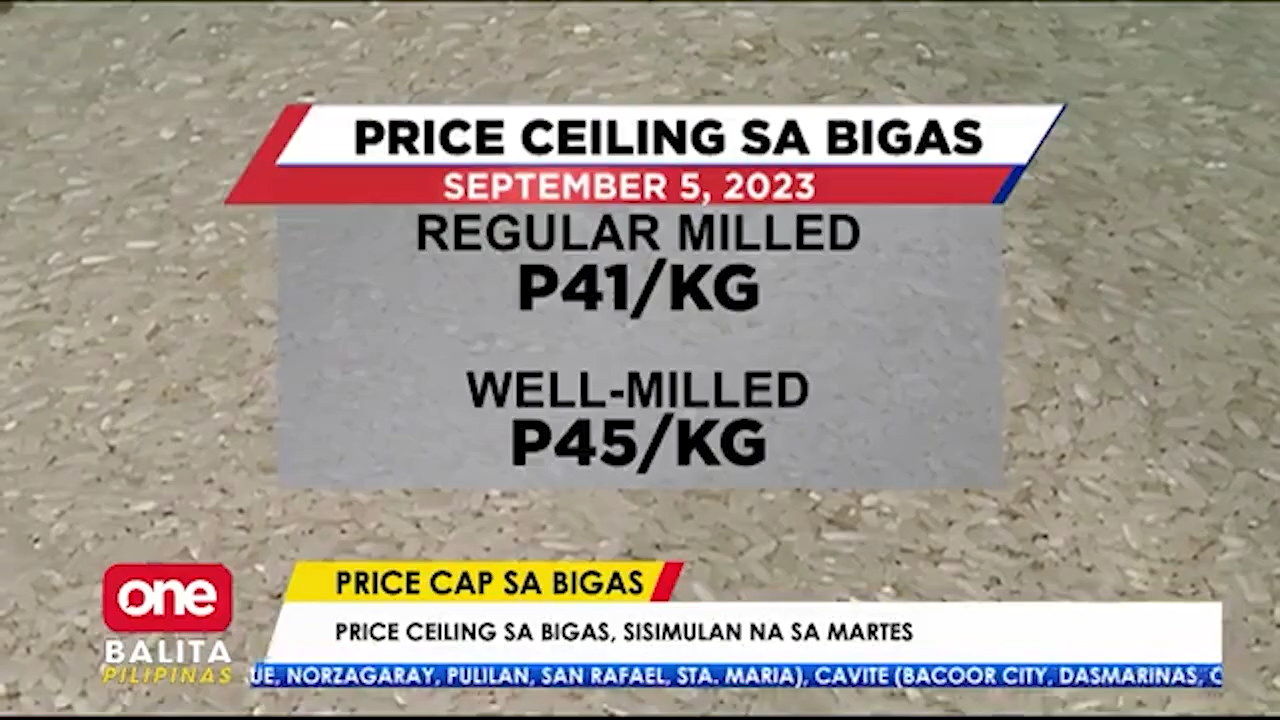 PRICE CEILING SA BIGAS
SEPTEMBER 5, 2023
REGULAR MILLED
P41/KG
WELL-MILLED
P45/KG
one
BALITA
PILIPINAS
PRICE CAP SA BIGAS
PRICE CEILING SA BIGAS, SISIMULAN NA SA MARTES
NORZAGARAY, PULILAN, SAN RAFAEL, STA. MARIA), CAVITE (BACOOR CITY, DASMARINAS,